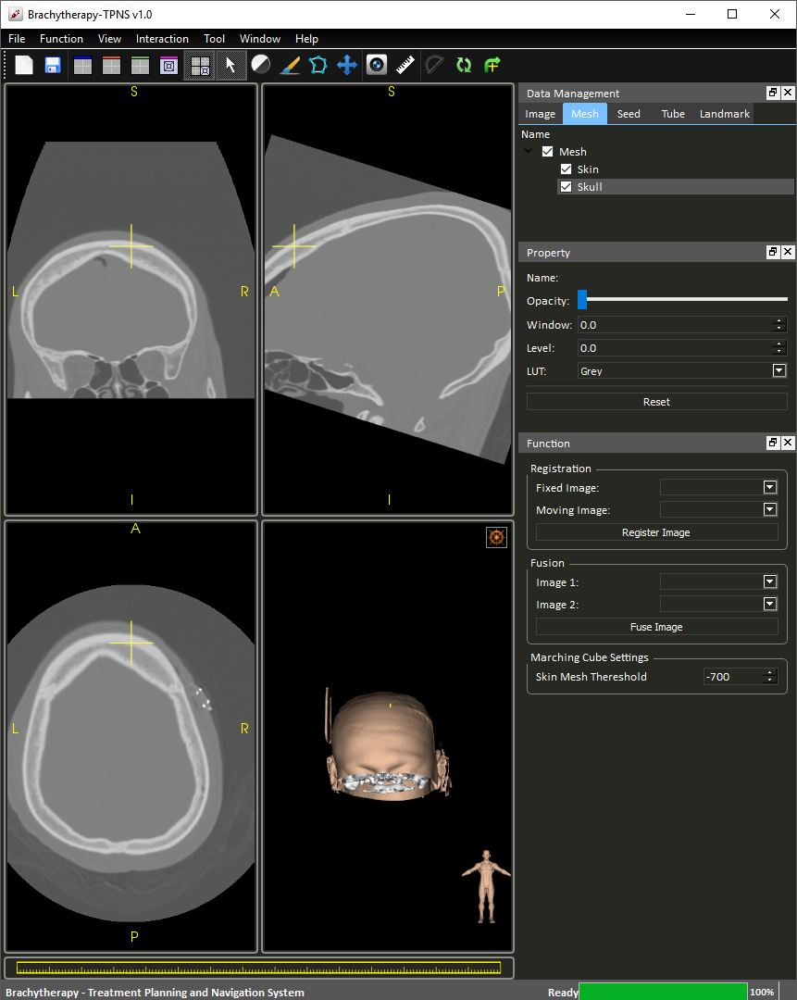 Brachytherapy-TPNS v1.0
File Function View Interaction Tool Window Help
S
L
R
I
S
A
P
I
A
L
R
P
Data Management
Image Mesh Seed Tube Voltage Landmark
Name
Mesh
Skin
Skull
Property
Name:
Opacity:
Window: 0.0
Level: 0.0
LUT: Grey
Reset
Function
Registration
Fixed Image:
Moving Image:
Register Image
Fusion
Image 1:
Image 2:
Fuse Image
Marching Cube Settings
Skin Mesh Thereshold -700
Brachytherapy - Treatment Planning and Navigation System
Ready 100%